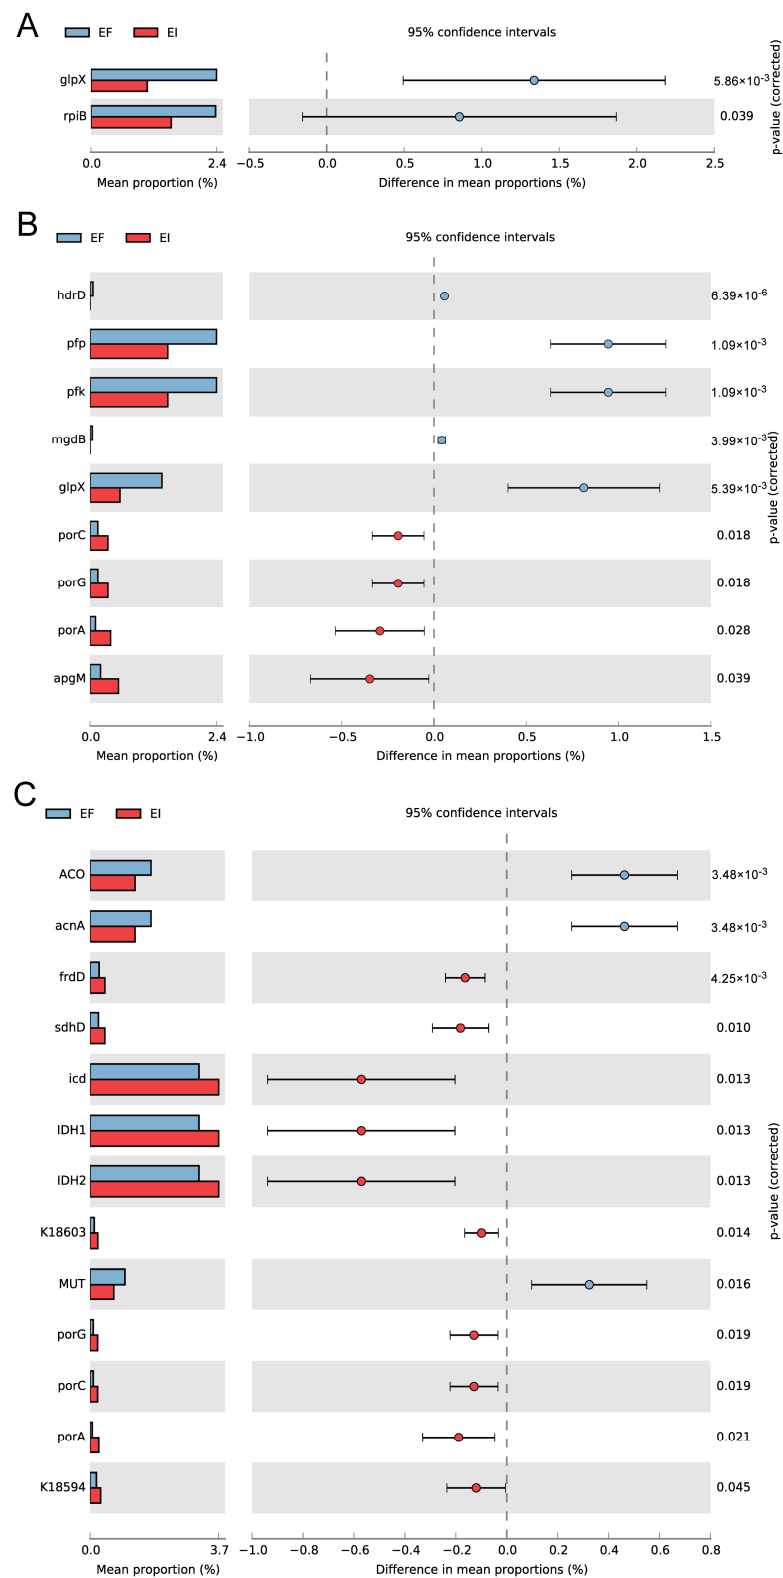 A
EF EI 95% confidence intervals
glpX 5.86×10⁻³
rpiB 0.039
p-value (corrected)
0.0 2.4 −0.5 0.0 0.5 1.0 1.5 2.0 2.5
Mean proportion (%) Difference in mean proportions (%)
B
EF EI 95% confidence intervals
hdrD 6.39×10⁻⁶
pfp 1.09×10⁻³
pfk 1.09×10⁻³
mgdB 3.99×10⁻³
glpX 5.39×10⁻³
porC 0.018
porG 0.018
porA 0.028
apgM 0.039
p-value (corrected)
0.0 2.4 −1.0 −0.5 0.0 0.5 1.0 1.5
Mean proportion (%) Difference in mean proportions (%)
C
EF EI 95% confidence intervals
ACO 3.48×10⁻³
acnA 3.48×10⁻³
frdD 4.25×10⁻³
sdhD 0.010
icd 0.013
IDH1 0.013
IDH2 0.013
K18603 0.014
MUT 0.016
porG 0.019
porC 0.019
porA 0.021
K18594 0.045
p-value (corrected)
0.0 3.7 −1.0 −0.8 −0.6 −0.4 −0.2 0.0 0.2 0.4 0.6 0.8
Mean proportion (%) Difference in mean proportions (%)